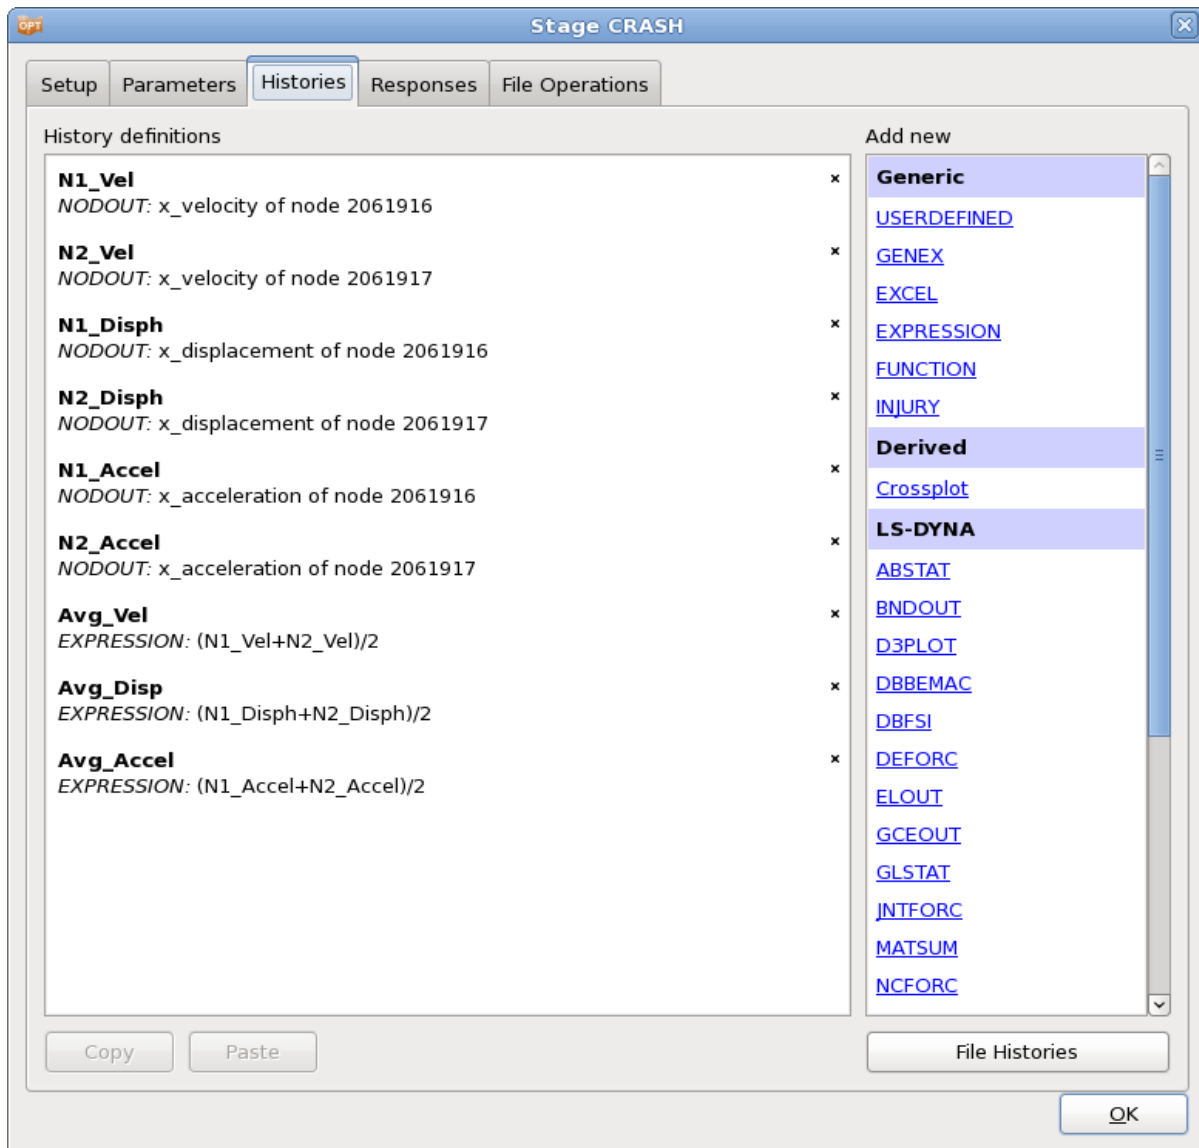 OPT
Stage CRASH
Setup
Parameters
Histories
Responses
File Operations
History definitions
N1_Vel
NODOUT: x_velocity of node 2061916
N2_Vel
NODOUT: x_velocity of node 2061917
N1_Disph
NODOUT: x_displacement of node 2061916
N2_Disph
NODOUT: x_displacement of node 2061917
N1_Accel
NODOUT: x_acceleration of node 2061916
N2_Accel
NODOUT: x_acceleration of node 2061917
Avg_Vel
EXPRESSION: (N1_Vel+N2_Vel)/2
Avg_Disp
EXPRESSION: (N1_Disph+N2_Disph)/2
Avg_Accel
EXPRESSION: (N1_Accel+N2_Accel)/2
Copy
Paste
Add new
Generic
USERDEFINED
GENEX
EXCEL
EXPRESSION
FUNCTION
INJURY
Derived
Crossplot
LS-DYNA
ABSTAT
BNDOUT
D3PLOT
DBBEMAC
DBFSI
DEFORC
ELOUT
GCEOUT
GLSTAT
JNTFORC
MATSUM
NCFORC
File Histories
OK